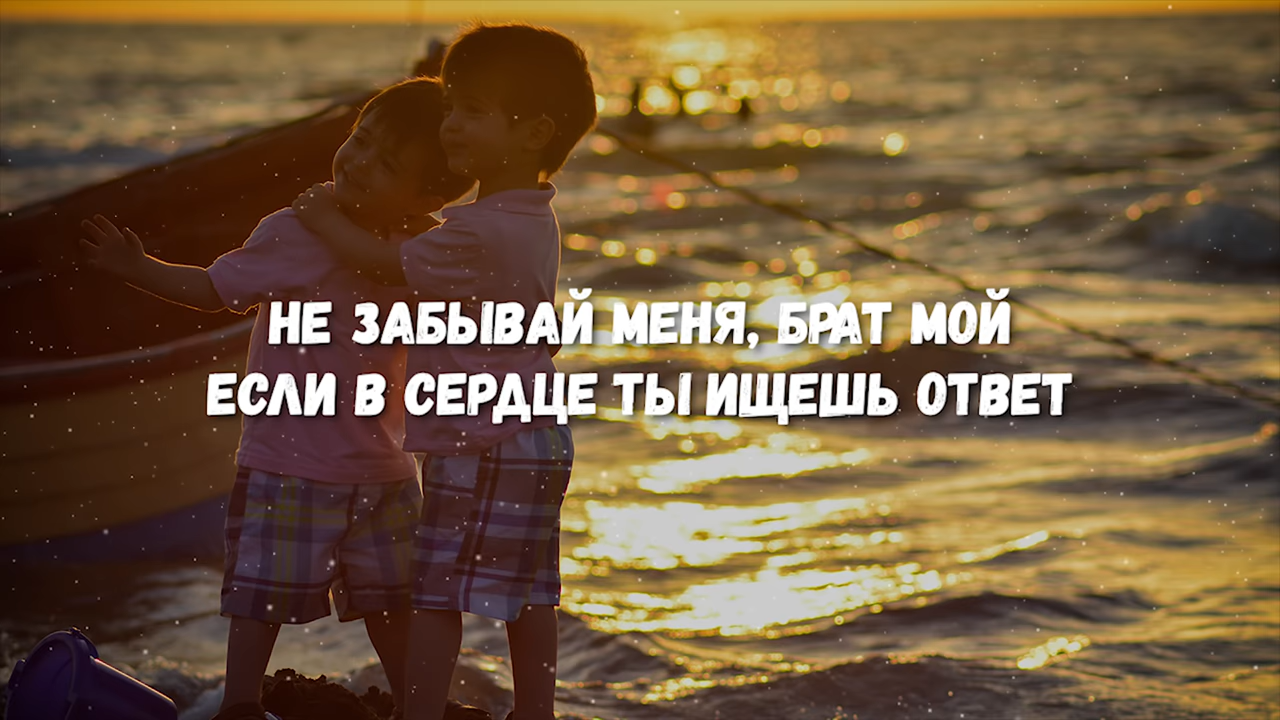 НЕ ЗАБЫВАЙ МЕНЯ, БРАТ МОЙ
ЕСЛИ В СЕРДЦЕ ТЫ ИЩЕШЬ ОТВЕТ